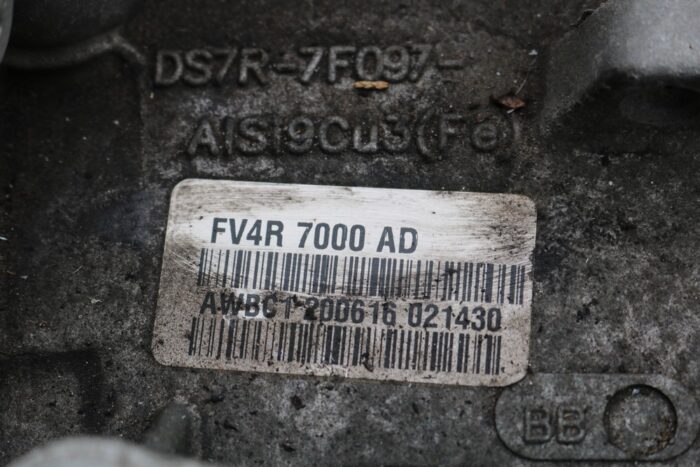 DS7R-7F097-
AlSi9Cu3(Fe)
FV4R 7000 AD
AWBC1 200616 021430
BB